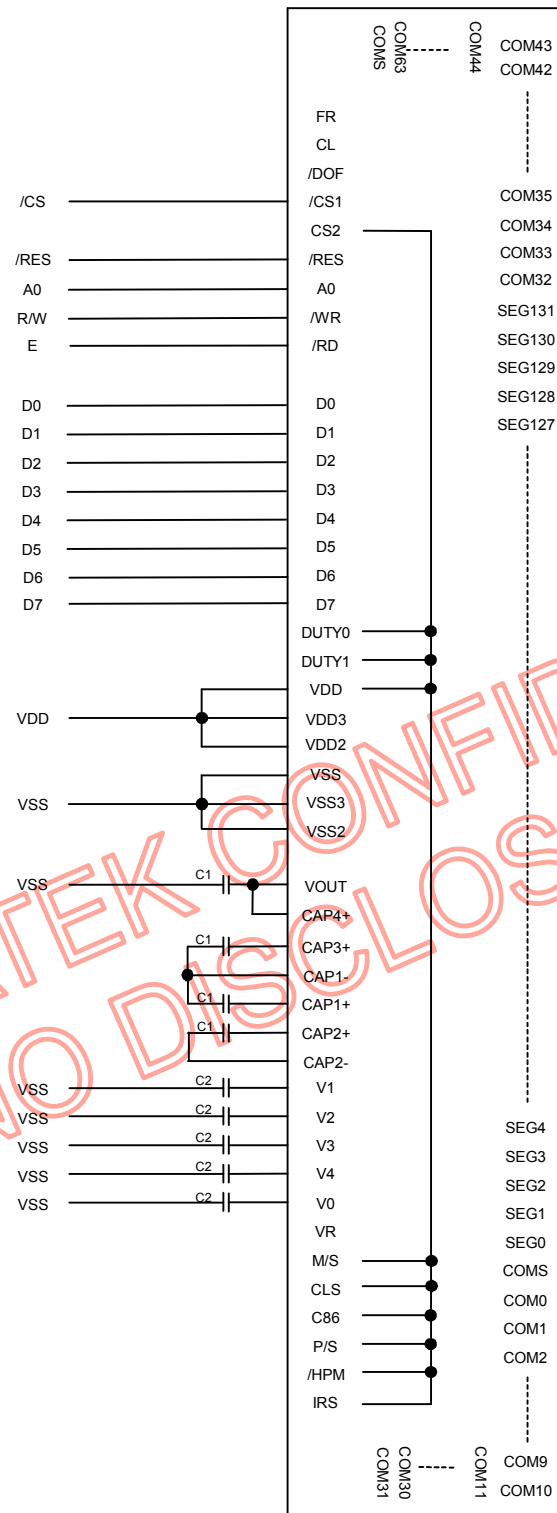 COMS
COM63
COM44
COM43
COM42
FR
CL
/DOF
/CS /CS1 COM35
CS2 COM34
/RES /RES COM33
A0 A0 COM32
R/W /WR SEG131
E /RD SEG130
SEG129
D0 D0 SEG128
D1 D1 SEG127
D2 D2
D3 D3
D4 D4
D5 D5
D6 D6
D7 D7
DUTY0
DUTY1
VDD
VDD VDD3
VDD2
VSS
VSS VSS3
VSS2
VSS C1 VOUT
CAP4+
C1 CAP3+
CAP1-
C1 CAP1+
C1 CAP2+
CAP2-
VSS C2 V1
VSS C2 V2 SEG4
VSS C2 V3 SEG3
VSS C2 V4 SEG2
VSS C2 V0 SEG1
VR SEG0
M/S COMS
CLS COM0
C86 COM1
P/S COM2
/HPM
IRS
COM31
COM30
COM11
COM9
COM10
NO DISCLOS